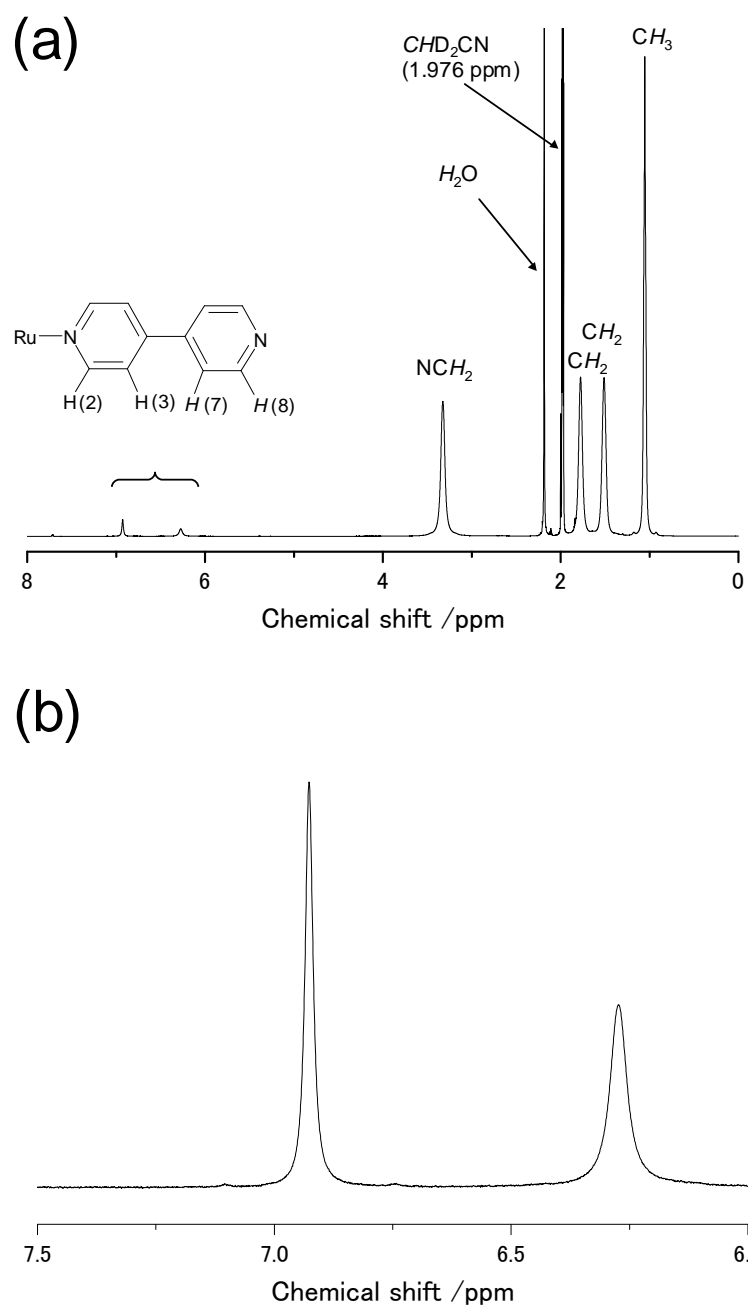 (a)
CHD₂CN
(1.976 ppm)
CH₃
H₂O
Ru
N
N
H(2)
H(3)
H(7)
H(8)
NCH₂
CH₂
CH₂
8
6
4
2
0
Chemical shift /ppm
(b)
7.5
7.0
6.5
6.
Chemical shift /ppm